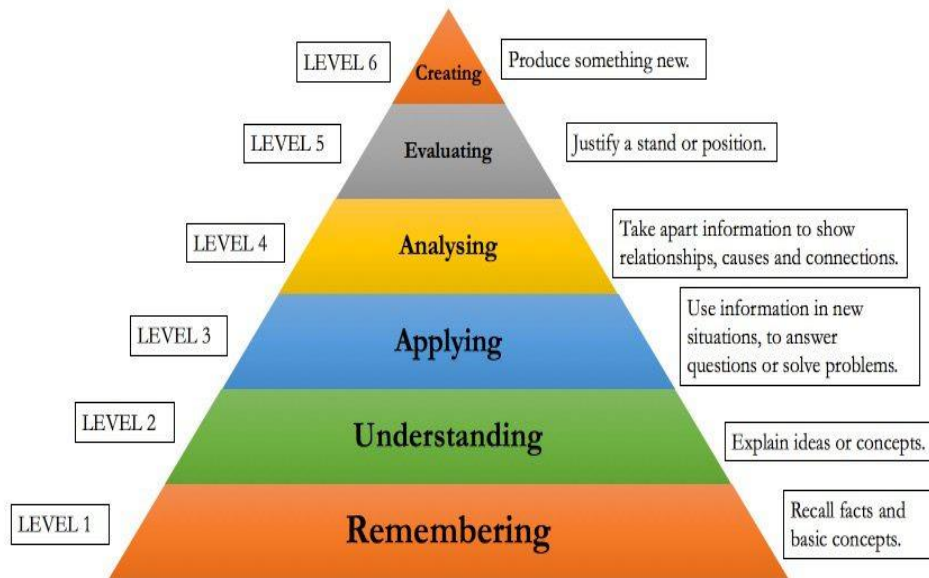 LEVEL 6
Creating
Produce something new.
LEVEL 5
Evaluating
Justify a stand or position.
LEVEL 4
Analysing
Take apart information to show
relationships, causes and connections.
LEVEL 3
Applying
Use information in new
situations, to answer
questions or solve problems.
LEVEL 2
Understanding
Explain ideas or concepts.
LEVEL 1
Remembering
Recall facts and
basic concepts.